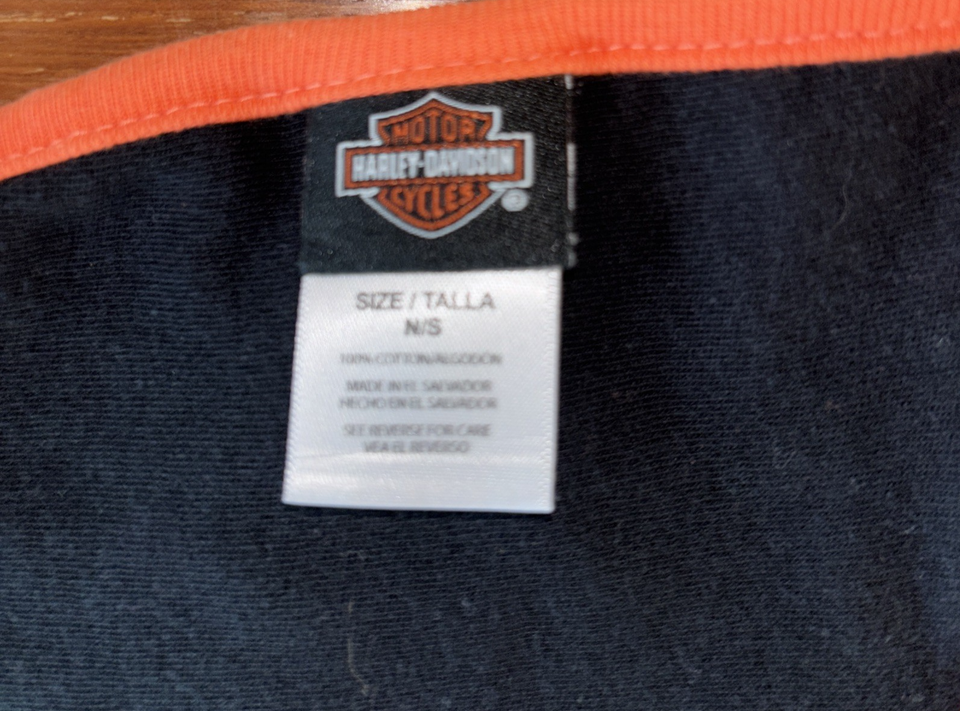 MOTOR
HARLEY-DAVIDSON
CYCLES
®
SIZE / TALLA
N/S
100% COTTON/ALGODON
MADE IN EL SALVADOR
HECHO EN EL SALVADOR
SEE REVERSE FOR CARE
VEA EL REVERSO